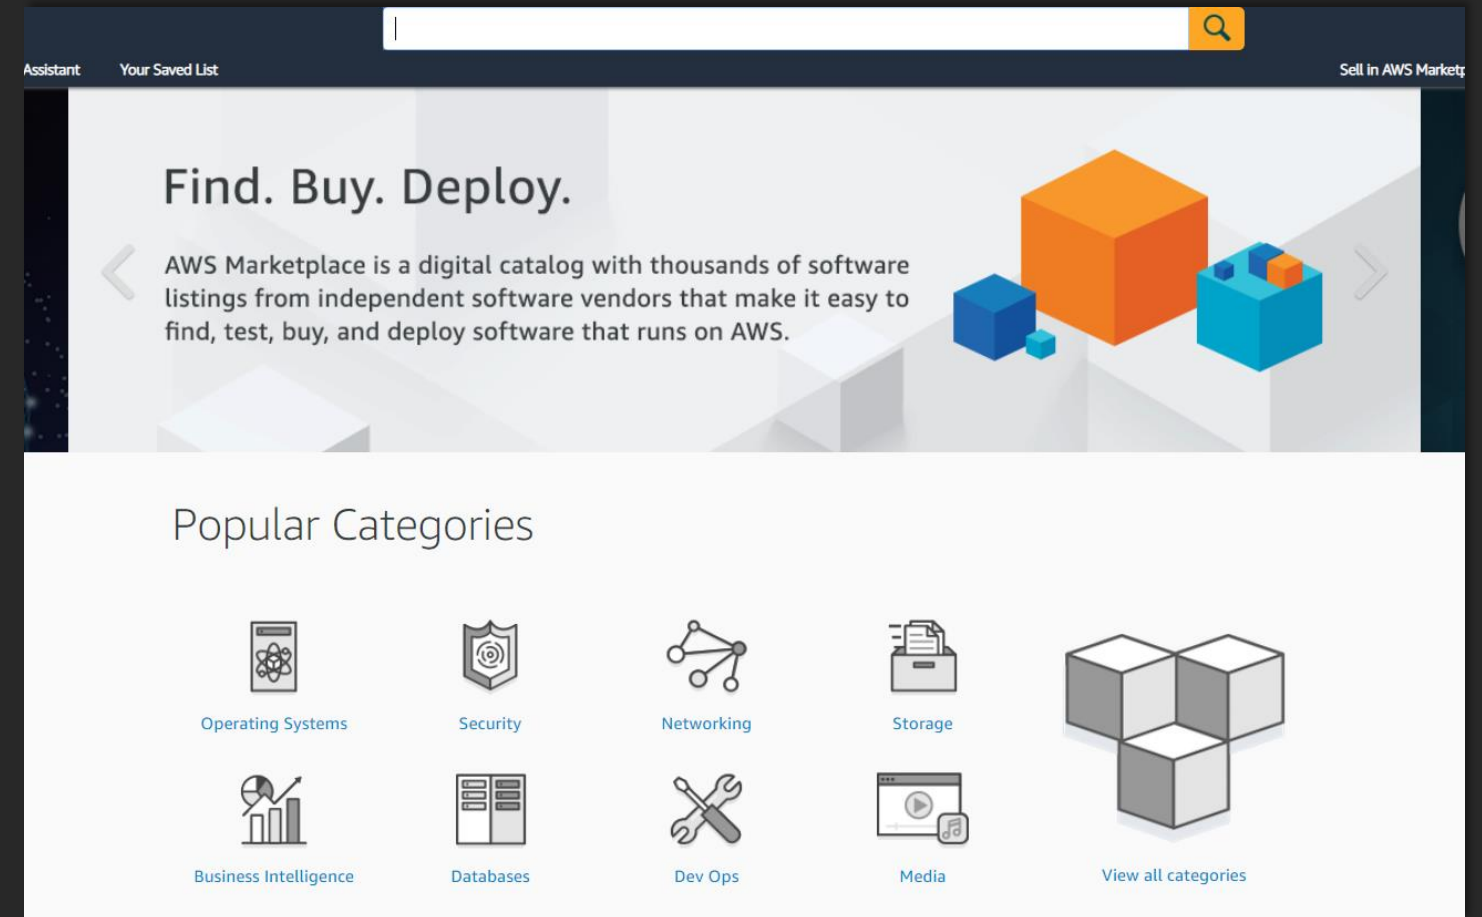 Assistant Your Saved List Sell in AWS Marketp
Find. Buy. Deploy.
AWS Marketplace is a digital catalog with thousands of software
listings from independent software vendors that make it easy to
find, test, buy, and deploy software that runs on AWS.
Popular Categories
Operating Systems Security Networking Storage
Business Intelligence Databases Dev Ops Media View all categories